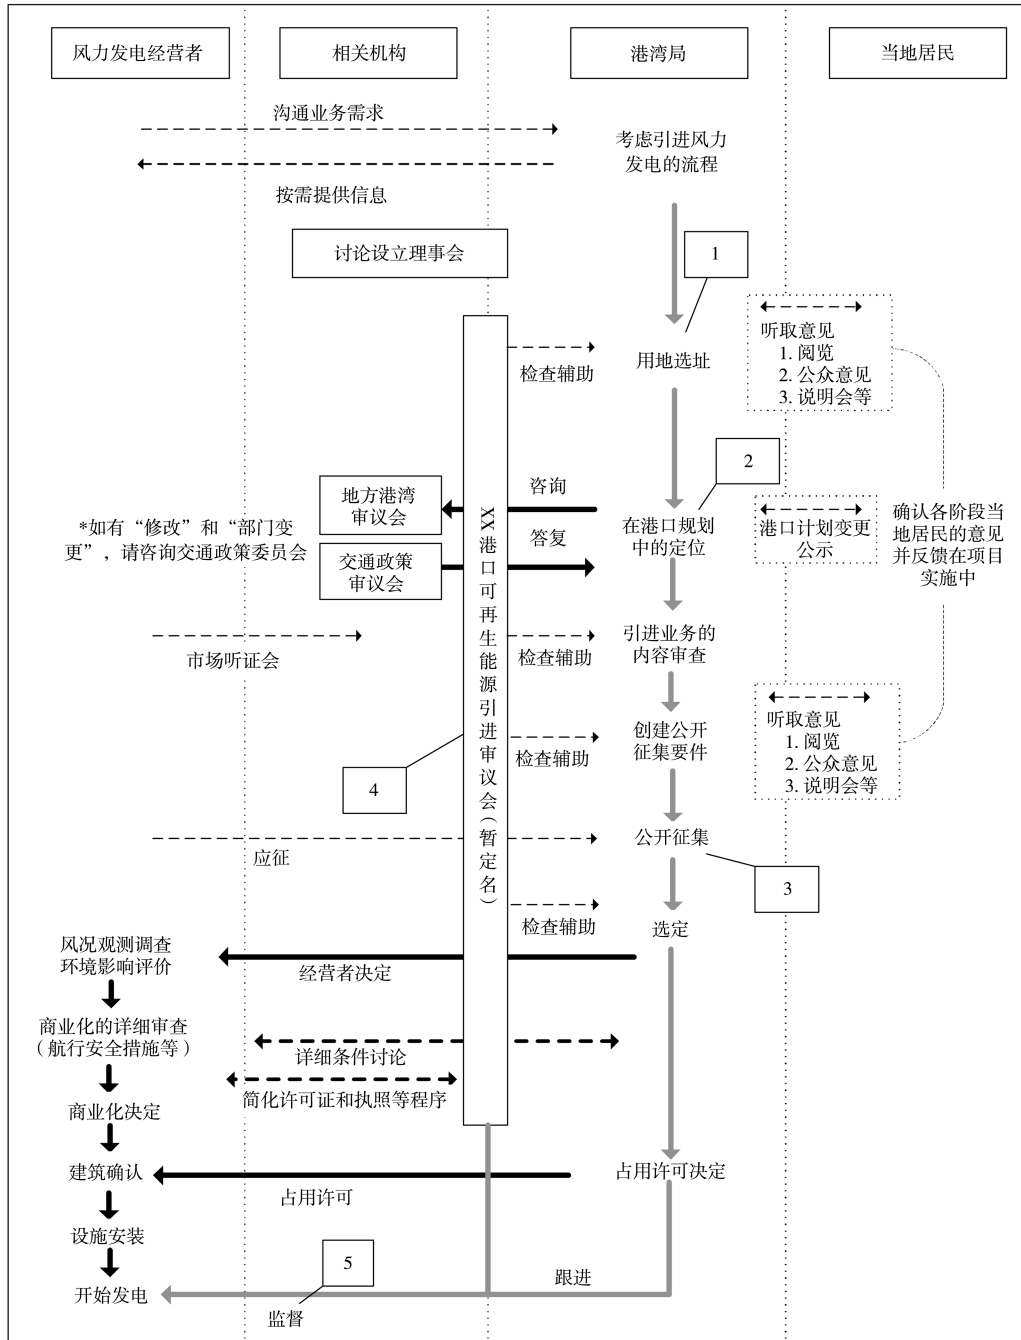 风力发电经营者
相关机构
港湾局
当地居民
沟通业务需求
考虑引进风力
发电的流程
按需提供信息
讨论设立理事会
1
听取意见
1. 阅览
2. 公众意见
3. 说明会等
检查辅助
用地选址
2
咨询
地方港湾
审议会
*如有“修改”和“部门变
更”，请咨询交通政策委员会
答复
交通政策
审议会
在港口规划
中的定位
港口计划变更
公示
确认各阶段当
地居民的意见
并反馈在项目
实施中
XX港口可再生能源引进审议会（暂定名）
市场听证会
检查辅助
引进业务的
内容审查
听取意见
1. 阅览
2. 公众意见
3. 说明会等
检查辅助
创建公开
征集要件
4
应征
公开征集
3
检查辅助
选定
风况观测调查
环境影响评价
经营者决定
商业化的详细审查
（航行安全措施等）
详细条件讨论
简化许可证和执照等程序
商业化决定
建筑确认
占用许可
占用许可决定
设施安装
5
跟进
开始发电
监督